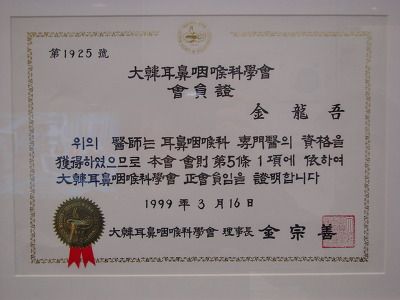 第1925號
大韓耳鼻咽喉科學會
會員證
金龍吾
위의 醫師는 耳鼻咽喉科 專門醫의 資格을
獲得하였으므로 本會 會則 第5條 1項에 依하여
大韓耳鼻咽喉科學會 正會員임을 證明합니다
1999 年 3 月 16 日
大韓耳鼻咽喉科學會 理事長 金宗善